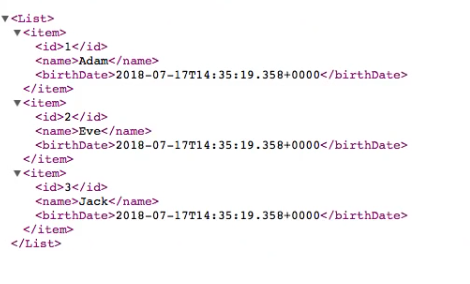 <List>
<item>
<id>1</id>
<name>Adam</name>
<birthDate>2018-07-17T14:35:19.358+0000</birthDate>
</item>
<item>
<id>2</id>
<name>Eve</name>
<birthDate>2018-07-17T14:35:19.358+0000</birthDate>
</item>
<item>
<id>3</id>
<name>Jack</name>
<birthDate>2018-07-17T14:35:19.358+0000</birthDate>
</item>
</List>